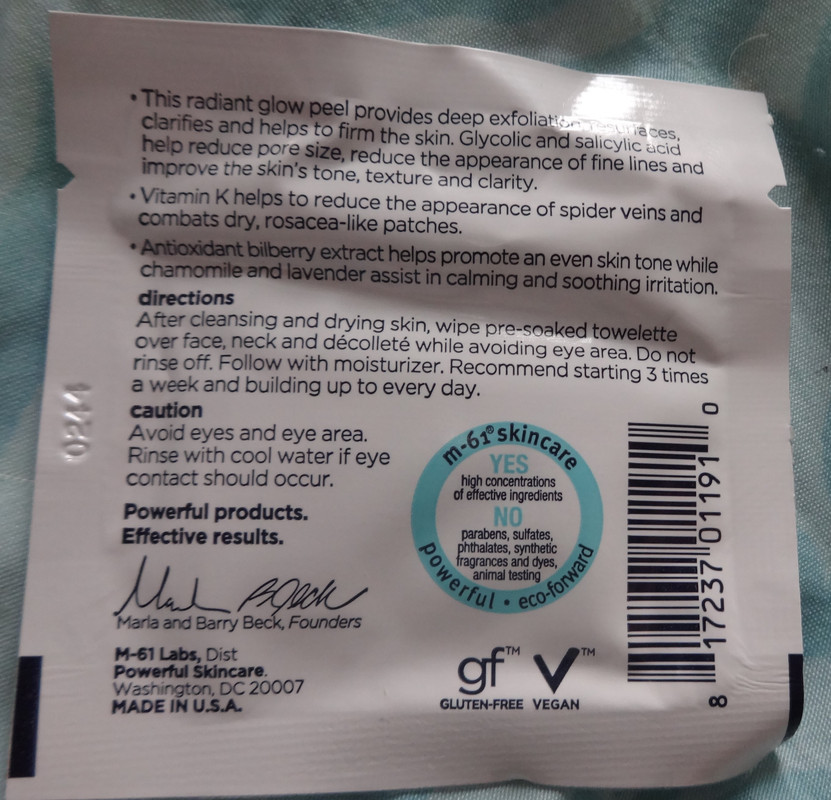 • This radiant glow peel provides deep exfoliation, resurfaces,
clarifies and helps to firm the skin. Glycolic and salicylic acid
help reduce pore size, reduce the appearance of fine lines and
improve the skin's tone, texture and clarity.
• Vitamin K helps to reduce the appearance of spider veins and
combats dry, rosacea-like patches.
• Antioxidant bilberry extract helps promote an even skin tone while
chamomile and lavender assist in calming and soothing irritation.
directions
After cleansing and drying skin, wipe pre-soaked towelette
over face, neck and décolleté while avoiding eye area. Do not
rinse off. Follow with moisturizer. Recommend starting 3 times
a week and building up to every day.
caution
Avoid eyes and eye area.
Rinse with cool water if eye
contact should occur.
Powerful products.
Effective results.
Marla and Barry Beck, Founders
M-61 Labs, Dist
Powerful Skincare.
Washington, DC 20007
MADE IN U.S.A.
m-61® skincare
YES
high concentrations
of effective ingredients
NO
parabens, sulfates,
phthalates, synthetic
fragrances and dyes,
animal testing
powerful • eco-forward
gf™ V™
GLUTEN-FREE VEGAN
8 17237 01191 0